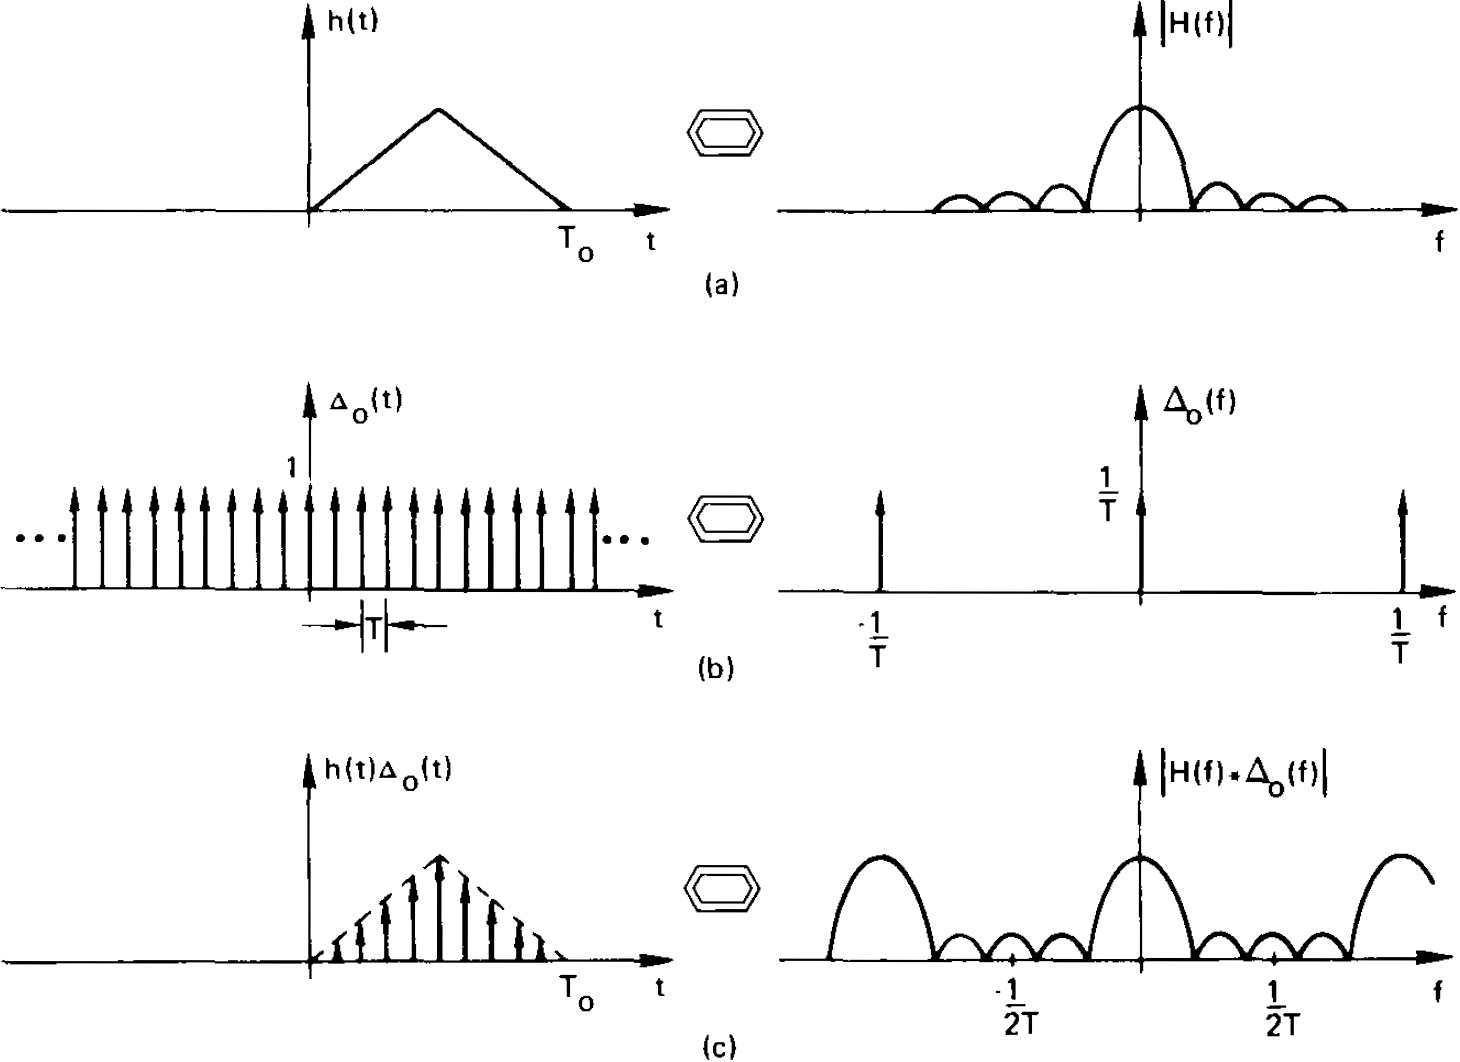 h(t)
|H(f)|
T₀
t
f
(a)
Δ₀(t)
Δ₀(f)
1
1/T
•••
•••
T
t
-1/T
1/T
f
(b)
h(t)Δ₀(t)
|H(f)*Δ₀(f)|
T₀
t
-1/2T
1/2T
f
(c)